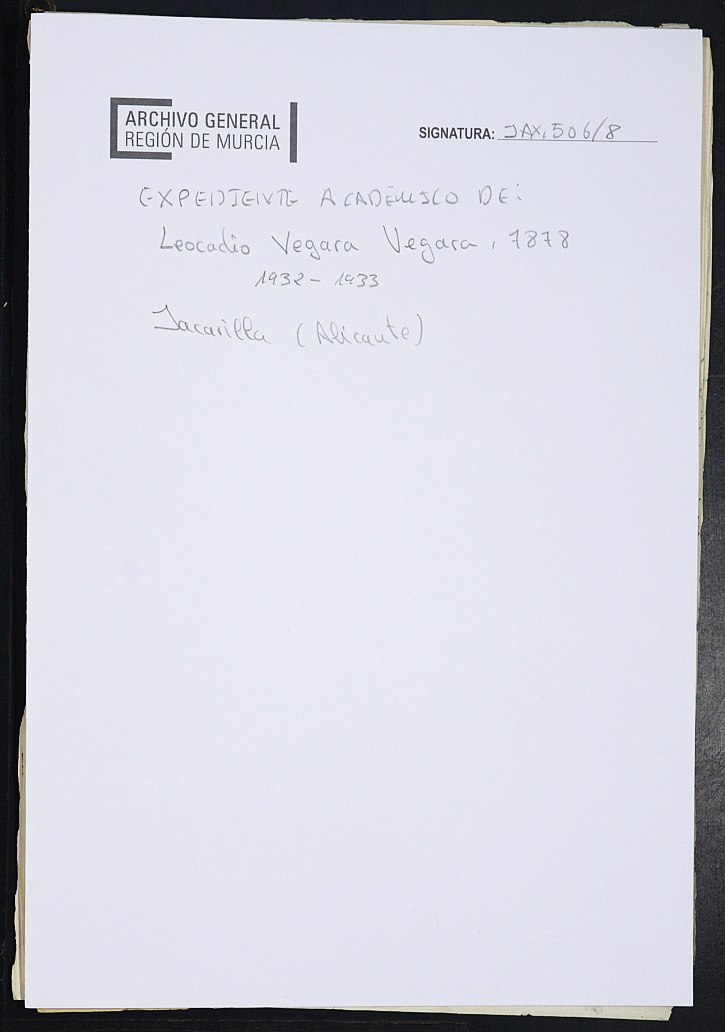 ARCHIVO GENERAL
REGIÓN DE MURCIA
SIGNATURA: JAX,506/8
EXPEDIENTE ACADÉMICO DE:
Leocadio Vegara Vegara, 1878
1932-1933
Jacarilla (Alicante)